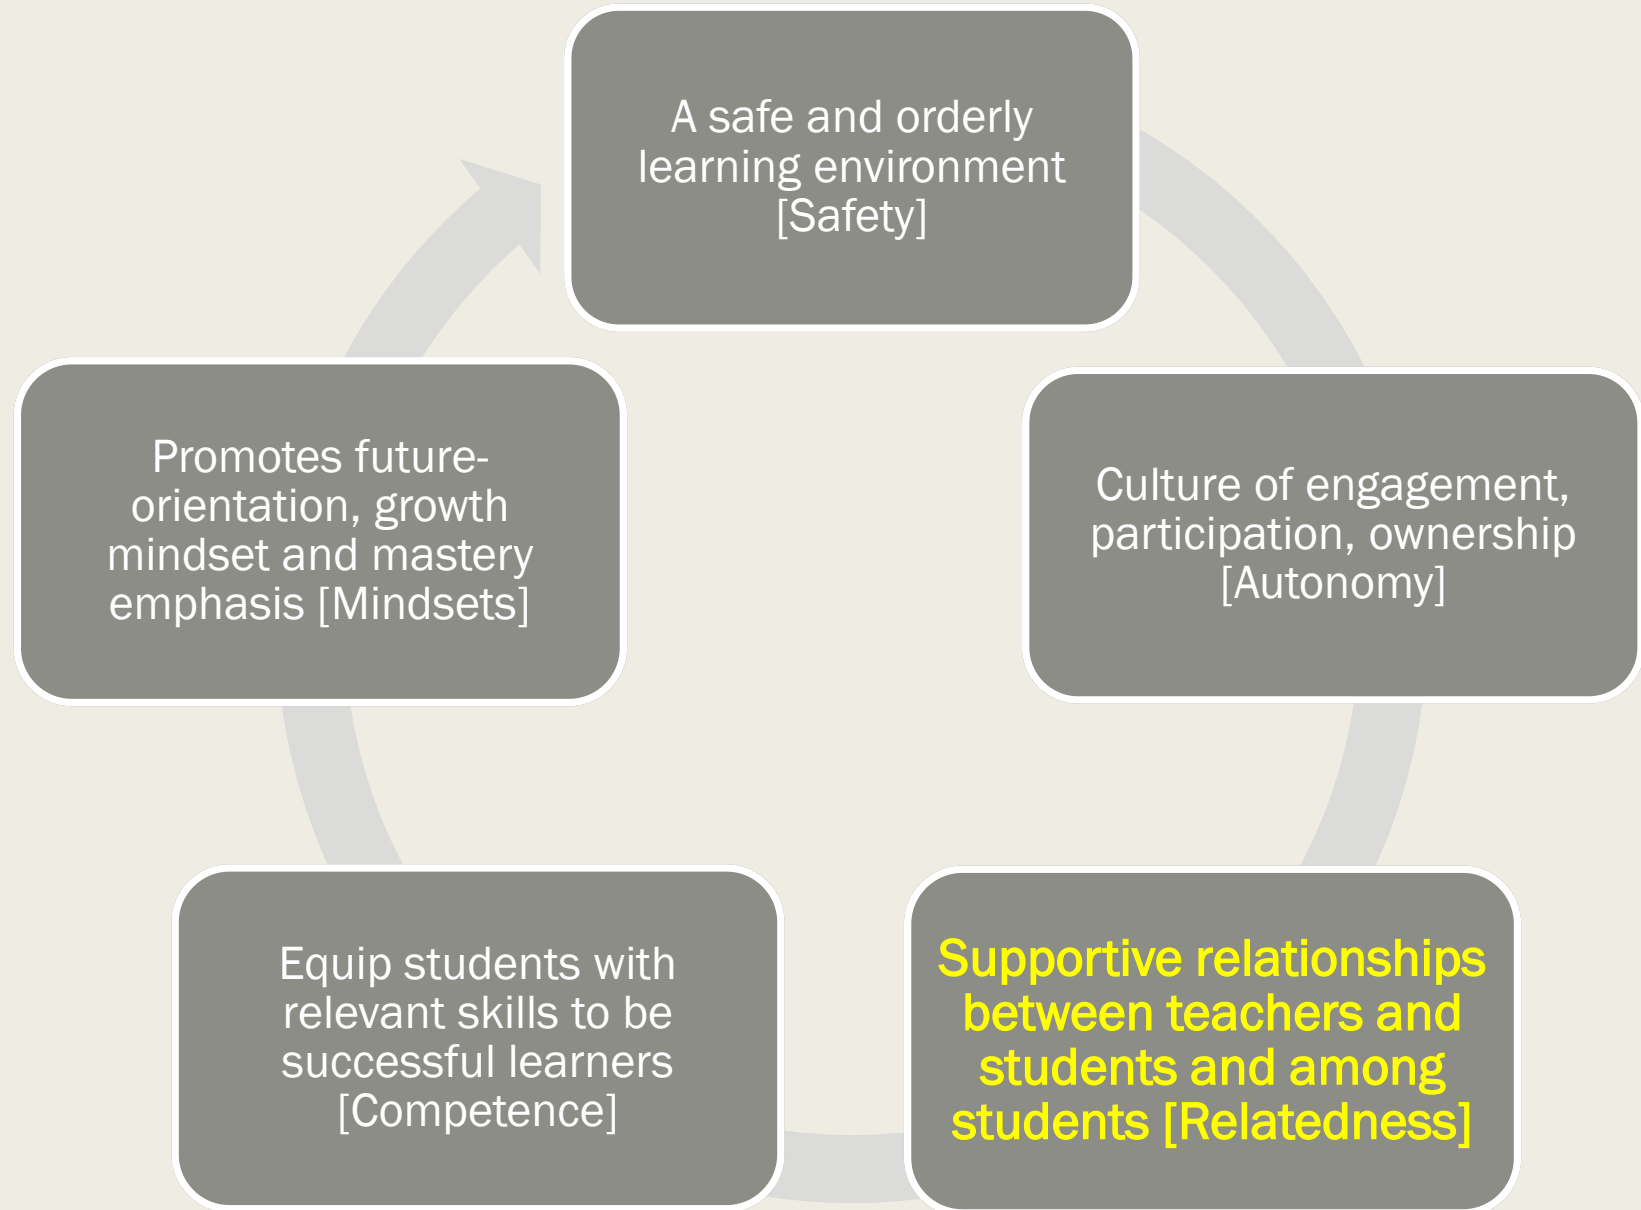 A safe and orderly
learning environment
[Safety]
Culture of engagement,
participation, ownership
[Autonomy]
Supportive relationships
between teachers and
students and among
students [Relatedness]
Equip students with
relevant skills to be
successful learners
[Competence]
Promotes future-
orientation, growth
mindset and mastery
emphasis [Mindsets]